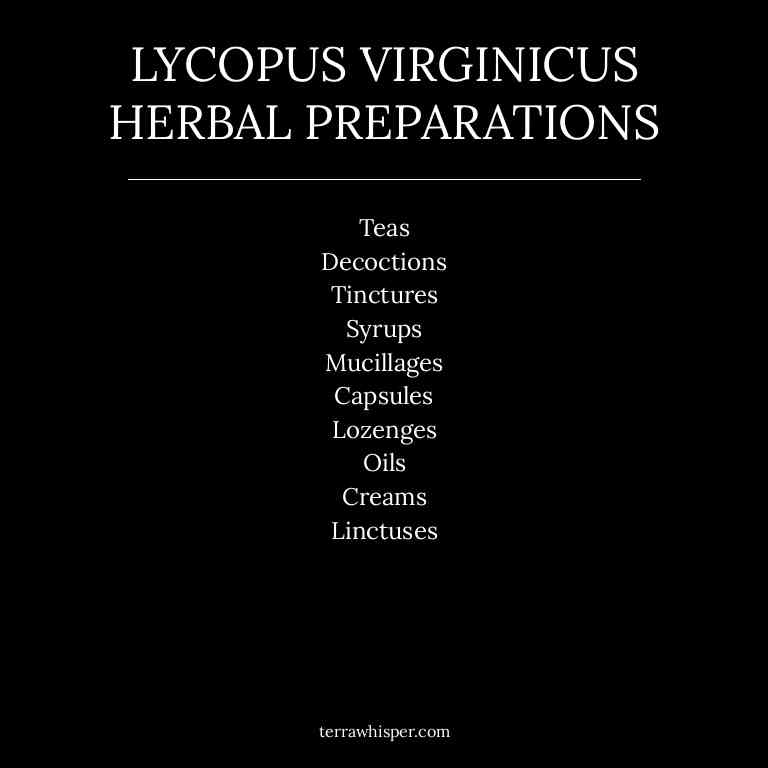 LYCOPUS VIRGINICUS
HERBAL PREPARATIONS
Teas
Decoctions
Tinctures
Syrups
Mucillages
Capsules
Lozenges
Oils
Creams
Linctuses
terrawhisper.com